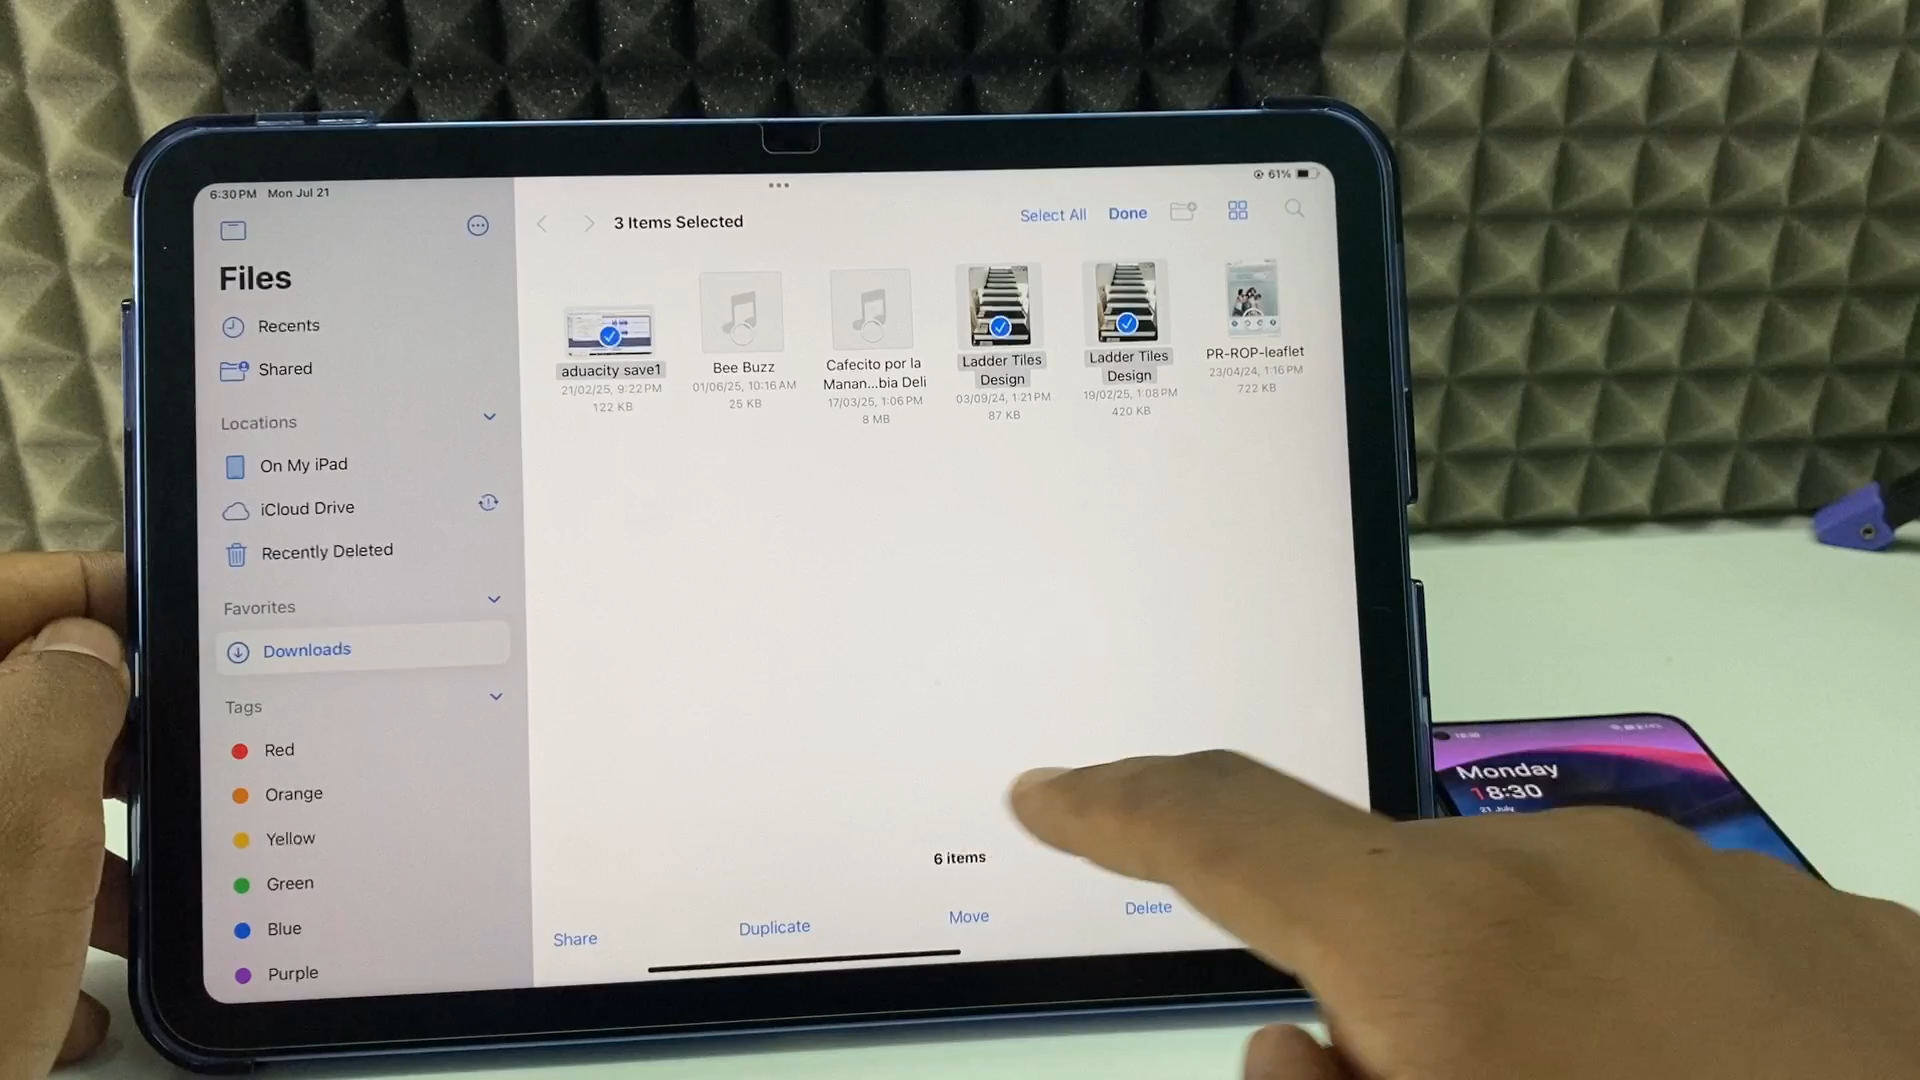 6:30 PM Mon Jul 21
61%
Files
Recents
Shared
Locations
On My iPad
iCloud Drive
Recently Deleted
Favorites
Downloads
Tags
Red
Orange
Yellow
Green
Blue
Purple
3 Items Selected
Select All
Done
aduacity save1
21/02/25, 9:22 PM
122 KB
Bee Buzz
01/06/25, 10:16 AM
25 KB
Cafecito por la
Manan...bia Deli
17/03/25, 1:06 PM
8 MB
Ladder Tiles
Design
03/09/24, 1:21 PM
87 KB
Ladder Tiles
Design
19/02/25, 1:08 PM
420 KB
PR-ROP-leaflet
23/04/24, 1:16 PM
722 KB
6 items
Share
Duplicate
Move
Delete
18:30
Monday
18:30
21 July